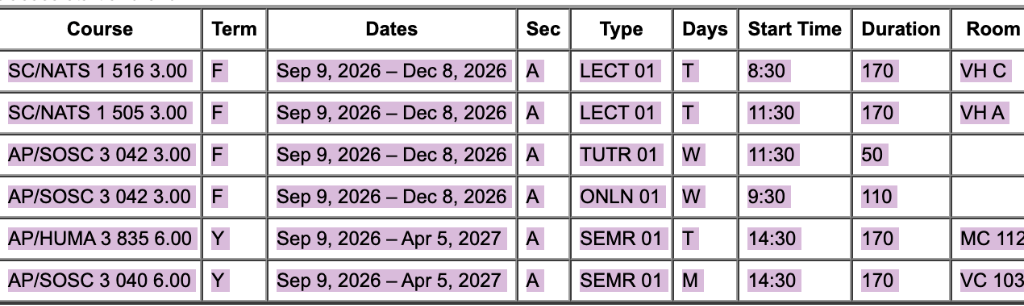 Course Term Dates Sec Type Days Start Time Duration Room
SC/NATS 1 516 3.00 F Sep 9, 2026 – Dec 8, 2026 A LECT 01 T 8:30 170 VH C
SC/NATS 1 505 3.00 F Sep 9, 2026 – Dec 8, 2026 A LECT 01 T 11:30 170 VH A
AP/SOSC 3 042 3.00 F Sep 9, 2026 – Dec 8, 2026 A TUTR 01 W 11:30 50
AP/SOSC 3 042 3.00 F Sep 9, 2026 – Dec 8, 2026 A ONLN 01 W 9:30 110
AP/HUMA 3 835 6.00 Y Sep 9, 2026 – Apr 5, 2027 A SEMR 01 T 14:30 170 MC 112
AP/SOSC 3 040 6.00 Y Sep 9, 2026 – Apr 5, 2027 A SEMR 01 M 14:30 170 VC 103